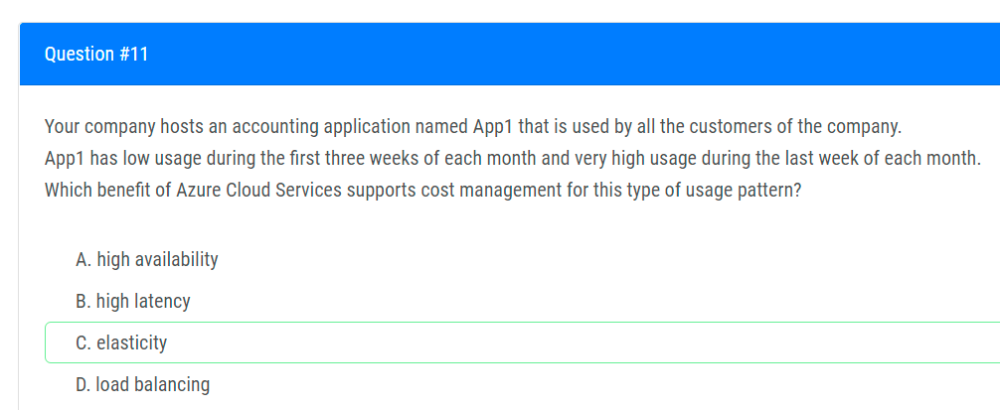 Question #11
Your company hosts an accounting application named App1 that is used by all the customers of the company.
App1 has low usage during the first three weeks of each month and very high usage during the last week of each month.
Which benefit of Azure Cloud Services supports cost management for this type of usage pattern?
A. high availability
B. high latency
C. elasticity
D. load balancing